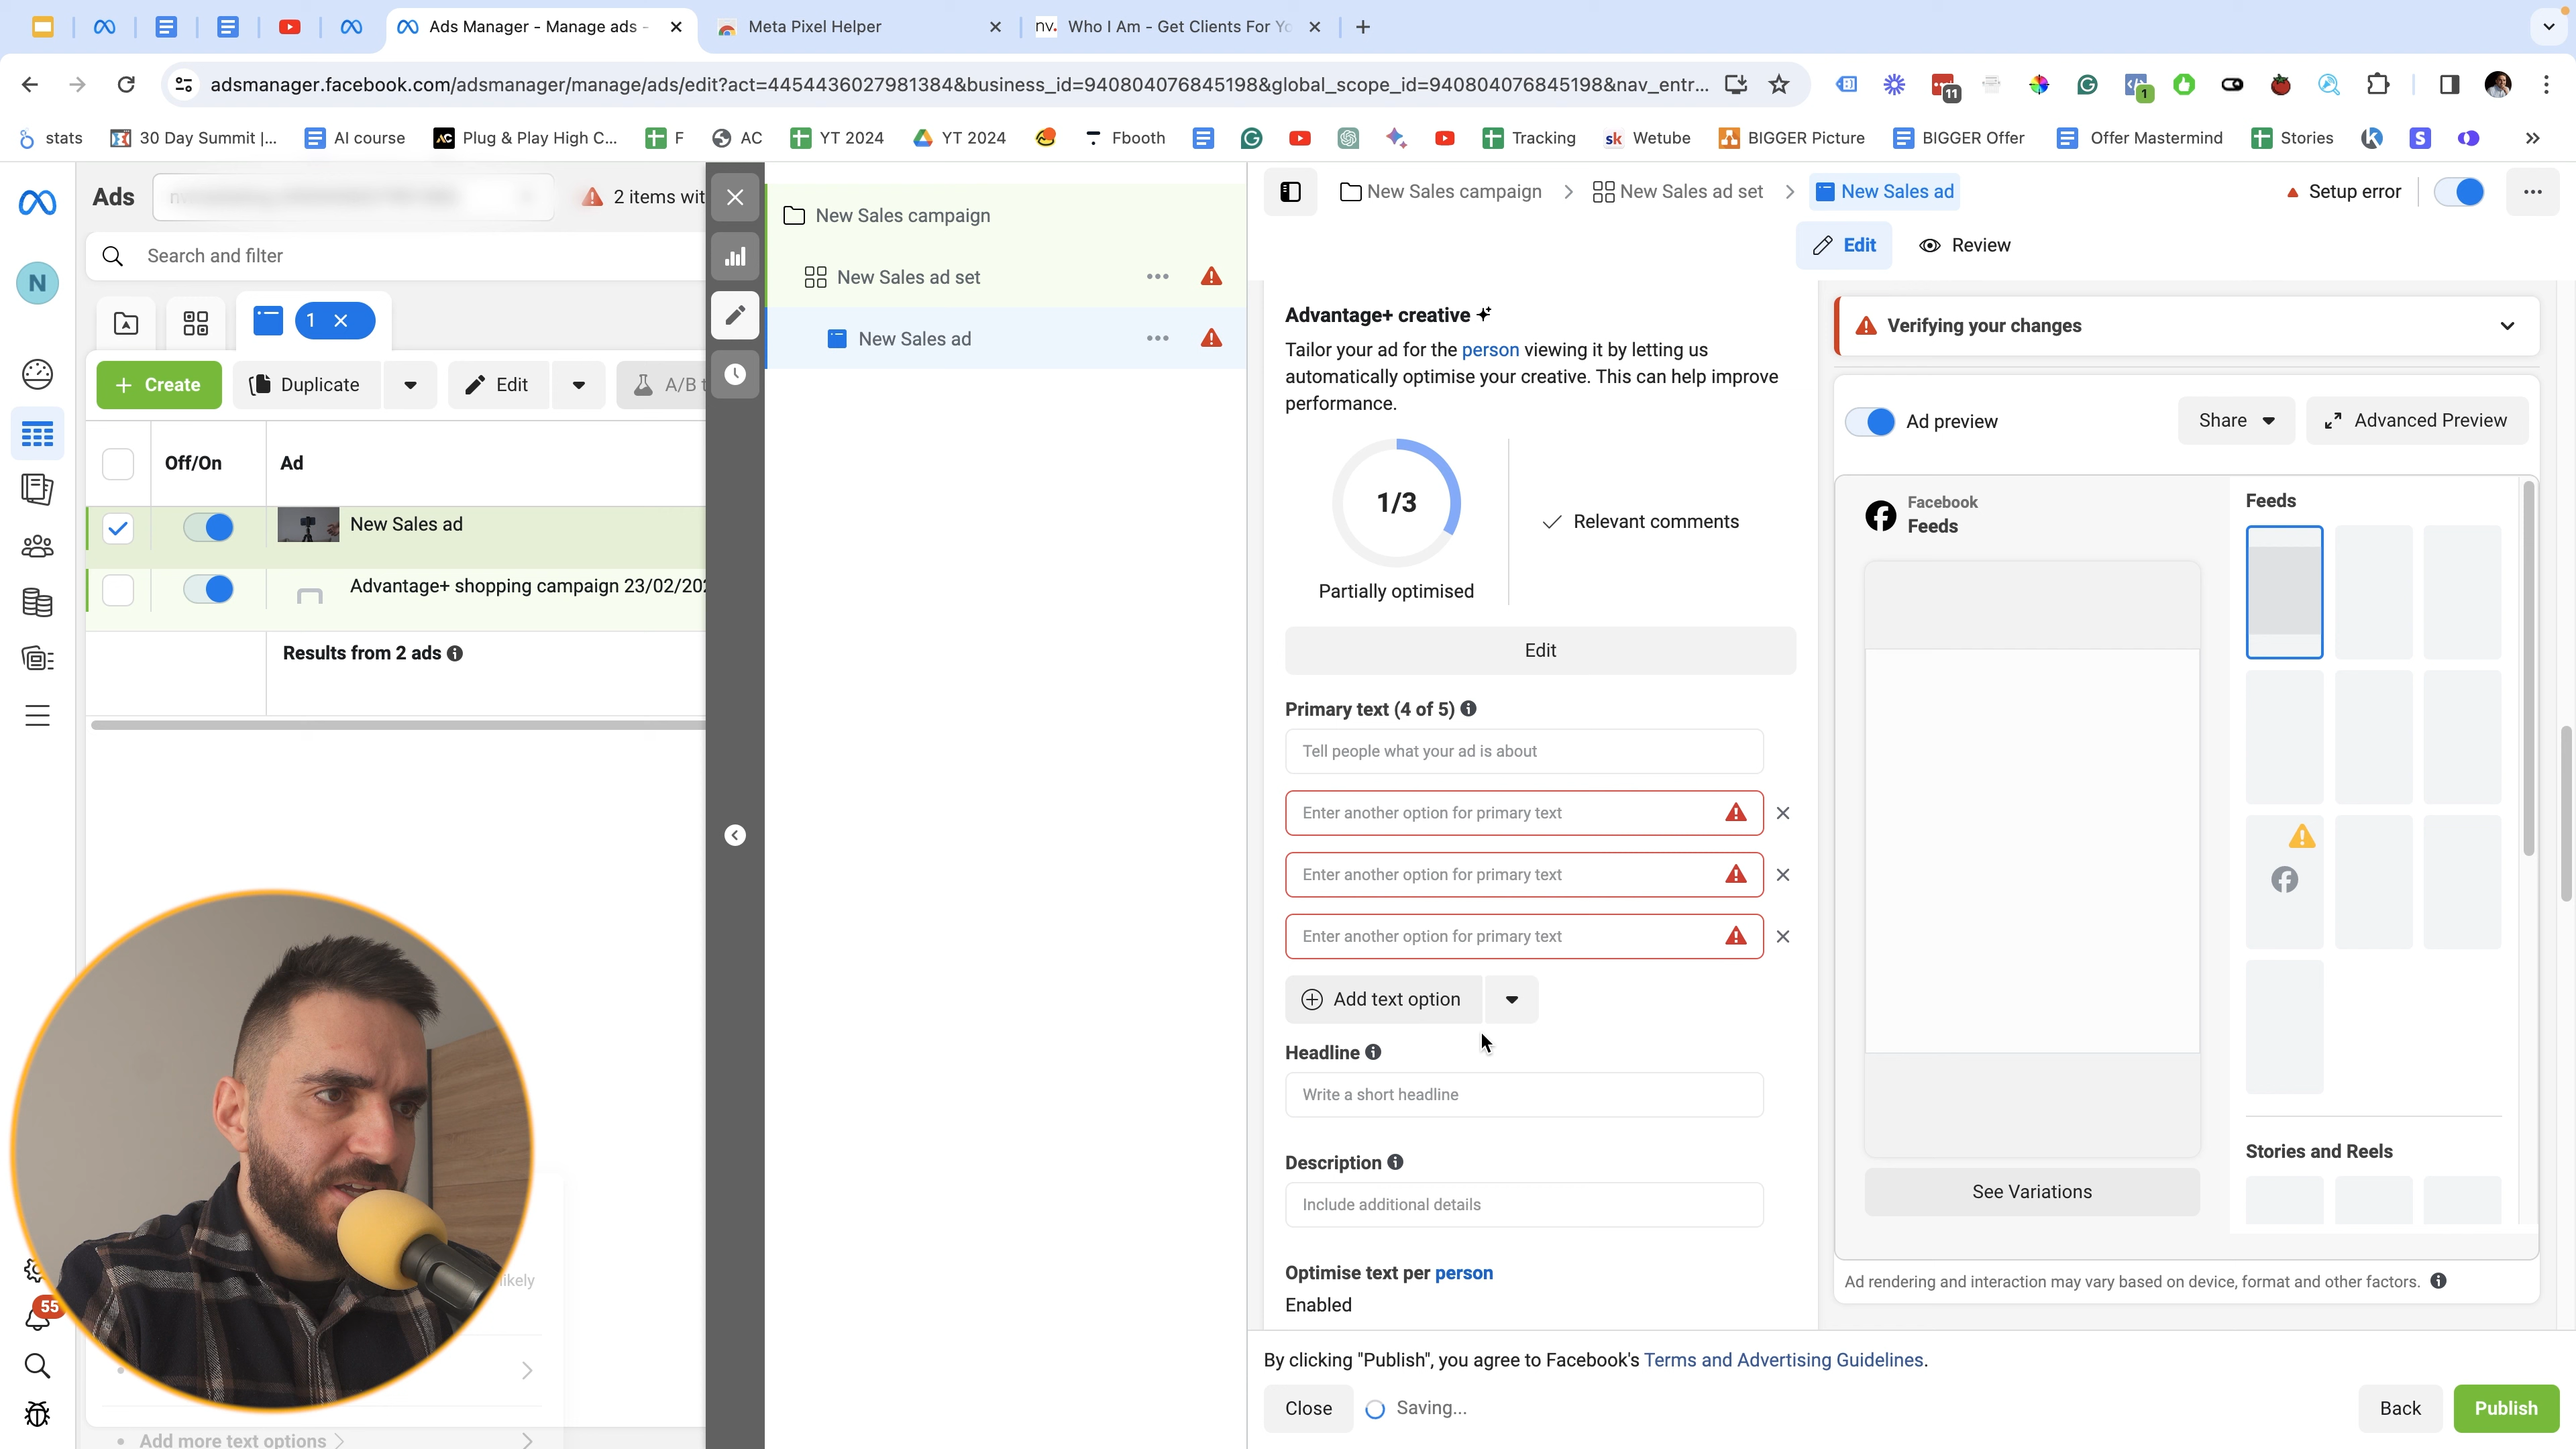 Ads Manager - Manage ads -
Meta Pixel Helper
nv. Who I Am - Get Clients For Yo
adsmanager.facebook.com/adsmanager/manage/ads/edit?act=4454436027981384&business_id=940804076845198&global_scope_id=940804076845198&nav_entr...
11
1
stats
30 Day Summit |...
AI course
AC Plug & Play High C...
F
AC
YT 2024
YT 2024
Fbooth
Tracking
sk Wetube
BIGGER Picture
BIGGER Offer
Offer Mastermind
Stories
Ads
2 items wit
Search and filter
N
1
Create
Duplicate
Edit
A/B t
Off/On
Ad
New Sales ad
Advantage+ shopping campaign 23/02/202
Results from 2 ads
likely
55
Add more text options
New Sales campaign
New Sales ad set
New Sales ad
New Sales campaign
New Sales ad set
New Sales ad
Setup error
Edit
Review
Advantage+ creative
Tailor your ad for the person viewing it by letting us
automatically optimise your creative. This can help improve
performance.
1/3
Partially optimised
Relevant comments
Edit
Primary text (4 of 5)
Tell people what your ad is about
Enter another option for primary text
Enter another option for primary text
Enter another option for primary text
Add text option
Headline
Write a short headline
Description
Include additional details
Optimise text per person
Enabled
Verifying your changes
Ad preview
Share
Advanced Preview
Facebook
Feeds
Feeds
Stories and Reels
See Variations
Ad rendering and interaction may vary based on device, format and other factors.
By clicking "Publish", you agree to Facebook's Terms and Advertising Guidelines.
Close
Saving...
Back
Publish